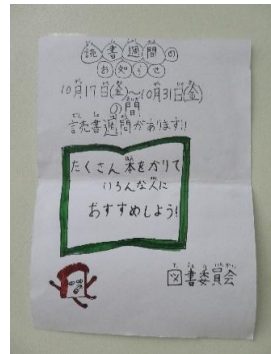 読書週間の
お知らせ
10月17日(金)〜10月31日(金)
の間
読書週間があります!!
たくさん本をかりて
いろんな人に
おすすめしよう!
図書委員会